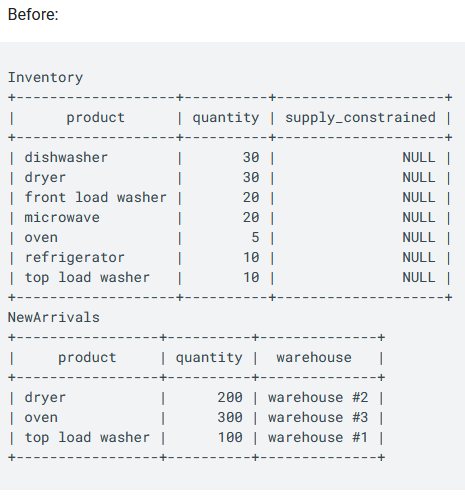 Before:
Inventory
+-------------------+----------+--------------------+
|      product      | quantity | supply_constrained |
+-------------------+----------+--------------------+
| dishwasher        |       30 |               NULL |
| dryer             |       30 |               NULL |
| front load washer |       20 |               NULL |
| microwave         |       20 |               NULL |
| oven              |        5 |               NULL |
| refrigerator      |       10 |               NULL |
| top load washer   |       10 |               NULL |
+-------------------+----------+--------------------+
NewArrivals
+-----------------+----------+--------------+
|     product     | quantity |  warehouse   |
+-----------------+----------+--------------+
| dryer           |      200 | warehouse #2 |
| oven            |      300 | warehouse #3 |
| top load washer |      100 | warehouse #1 |
+-----------------+----------+--------------+